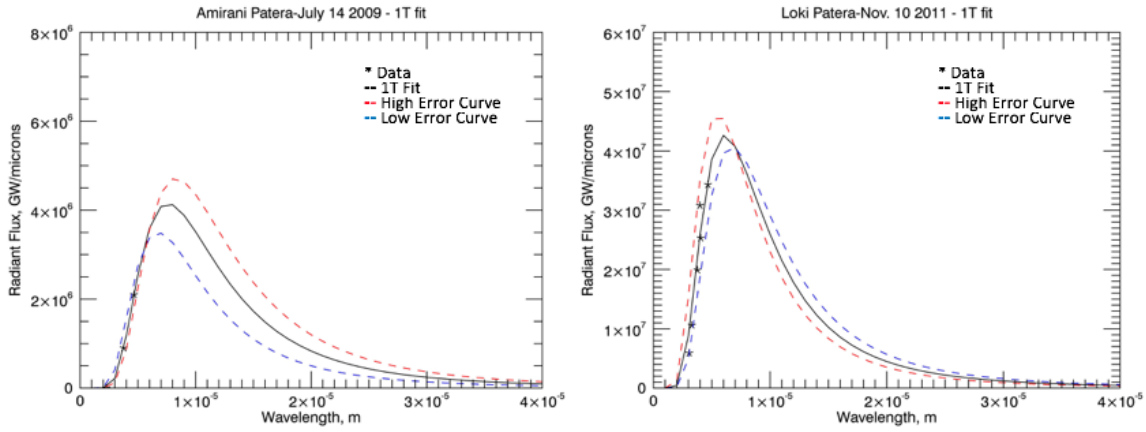 Amirani Patera-July 14 2009 - 1T fit
8×10⁶
6×10⁶
4×10⁶
2×10⁶
0
Radiant Flux, GW/microns
* Data
1T Fit
High Error Curve
Low Error Curve
0 1×10⁻⁵ 2×10⁻⁵ 3×10⁻⁵ 4×10⁻⁵
Wavelength, m
Loki Patera-Nov. 10 2011 - 1T fit
6×10⁷
5×10⁷
4×10⁷
3×10⁷
2×10⁷
1×10⁷
0
Radiant Flux, GW/microns
* Data
1T Fit
High Error Curve
Low Error Curve
0 1×10⁻⁵ 2×10⁻⁵ 3×10⁻⁵ 4×10⁻⁵
Wavelength, m